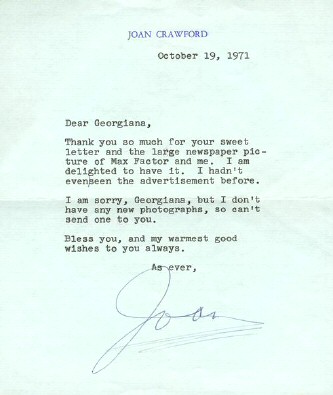 JOAN CRAWFORD
October 19, 1971
Dear Georgiana,
Thank you so much for your sweet
letter and the large newspaper pic-
ture of Max Factor and me. I am
delighted to have it. I hadn't
even seen the advertisement before.
I am sorry, Georgiana, but I don't
have any new photographs, so can't
send one to you.
Bless you, and my warmest good
wishes to you always.
As ever,
Joan